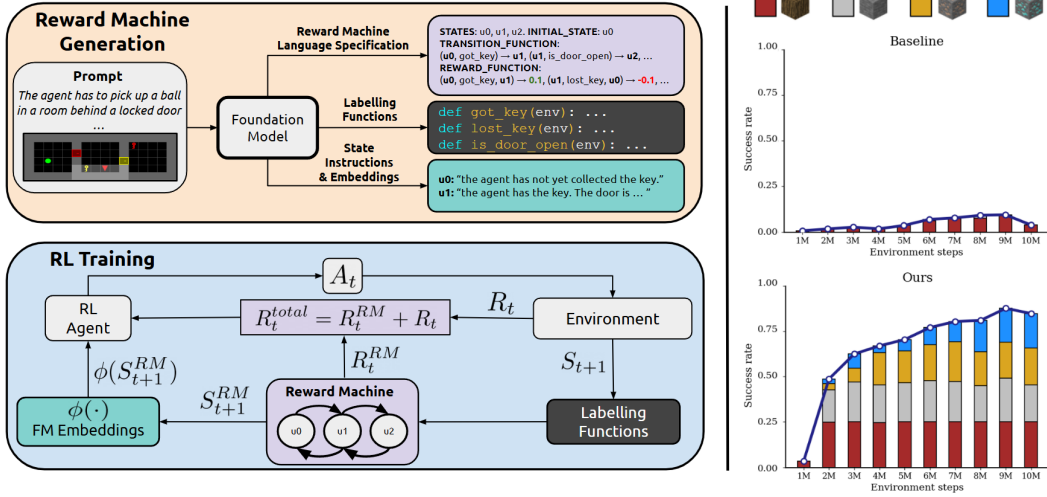 Reward Machine
Generation
Prompt
The agent has to pick up a ball
in a room behind a locked door
...
Foundation
Model
Reward Machine
Language Specification
Labelling
Functions
State
Instructions
& Embeddings
STATES: u0, u1, u2. INITIAL_STATE: u0
TRANSITION_FUNCTION:
(u0, got_key) → u1, (u1, is_door_open) → u2, ...
REWARD_FUNCTION:
(u0, got_key, u1) → 0.1, (u1, lost_key, u0) → -0.1, ...
def got_key(env): ...
def lost_key(env): ...
def is_door_open(env): ...
u0: “the agent has not yet collected the key.”
u1: “the agent has the key. The door is ... ”
RL Training
A_t
RL
Agent
R_t^{total} = R_t^{RM} + R_t
R_t
Environment
ϕ(S_{t+1}^{RM})
R_t^{RM}
S_{t+1}
ϕ(·)
FM Embeddings
S_{t+1}^{RM}
Reward Machine
u0 u1 u2
Labelling
Functions
Baseline
Success rate
1.00
0.75
0.50
0.25
0.00
1M 2M 3M 4M 5M 6M 7M 8M 9M 10M
Environment steps
Ours
Success rate
1.00
0.75
0.50
0.25
0.00
1M 2M 3M 4M 5M 6M 7M 8M 9M 10M
Environment steps